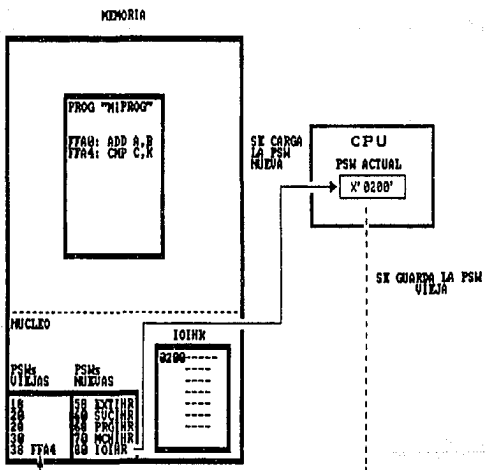 MEMORIA
PROG "MIPROG"
FFA0: ADD A,B
FFA4: CMP C,K
SE CARGA
LA PSW
NUEVA
CPU
PSW ACTUAL
X'0200'
SE GUARDA LA PSW
VIEJA
NUCLEO
IOIHR
0200-----
PSWs
VIEJAS
PSWs
NUEVAS
18 58 EXTIHR
20 60 SVCIHR
28 68 PRGIHR
30 70 MCHIHR
38 FFA4 80 IOIHR